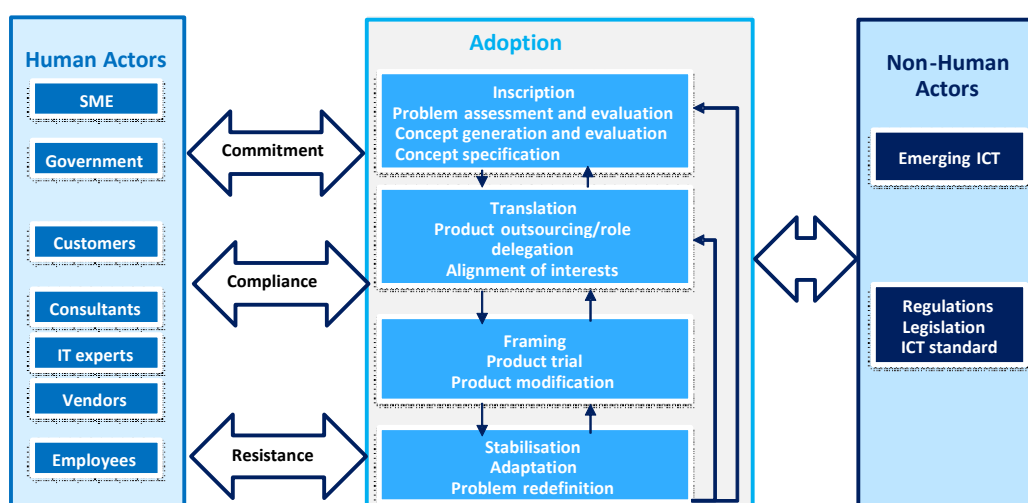 Human Actors
SME
Government
Customers
Consultants
IT experts
Vendors
Employees
Commitment
Compliance
Resistance
Adoption
Inscription
Problem assessment and evaluation
Concept generation and evaluation
Concept specification
Translation
Product outsourcing/role
delegation
Alignment of interests
Framing
Product trial
Product modification
Stabilisation
Adaptation
Problem redefinition
Non-Human
Actors
Emerging ICT
Regulations
Legislation
ICT standard